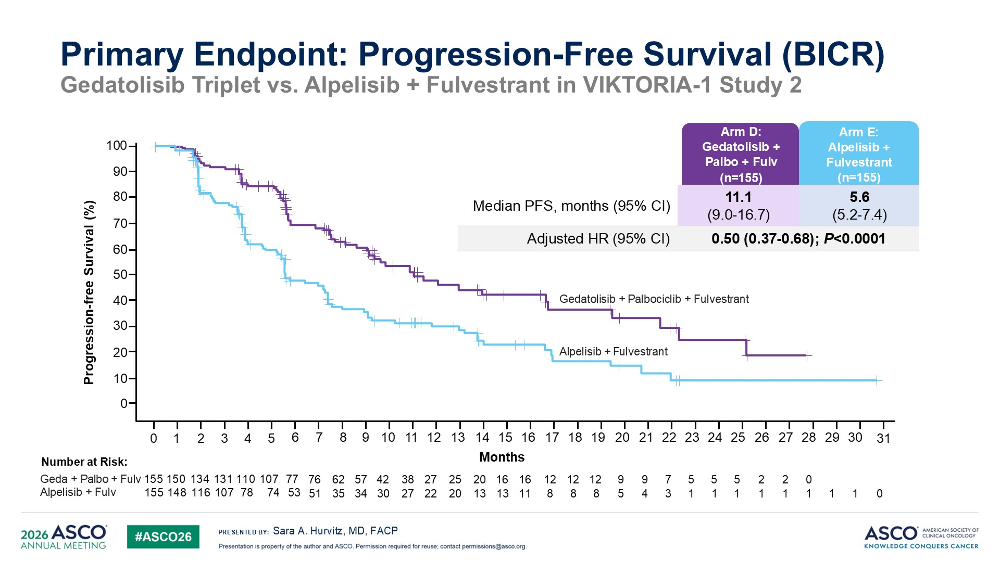 Primary Endpoint: Progression-Free Survival (BICR)
Gedatolisib Triplet vs. Alpelisib + Fulvestrant in VIKTORIA-1 Study 2
Arm D:
Gedatolisib +
Palbo + Fulv
(n=155)
Arm E:
Alpelisib +
Fulvestrant
(n=155)
Median PFS, months (95% CI)
11.1
(9.0-16.7)
5.6
(5.2-7.4)
Adjusted HR (95% CI)
0.50 (0.37-0.68); P<0.0001
Progression-free Survival (%)
100
90
80
70
60
50
40
30
20
10
0
Gedatolisib + Palbociclib + Fulvestrant
Alpelisib + Fulvestrant
0 1 2 3 4 5 6 7 8 9 10 11 12 13 14 15 16 17 18 19 20 21 22 23 24 25 26 27 28 29 30 31
Months
Number at Risk:
Geda + Palbo + Fulv 155 150 134 131 110 107 77 76 62 57 42 38 27 25 20 16 16 12 12 12 9 9 7 5 5 5 2 2 0
Alpelisib + Fulv 155 148 116 107 78 74 53 51 35 34 30 27 22 20 13 13 11 8 8 8 5 4 3 1 1 1 1 1 1 1 1 0
2026 ASCO
ANNUAL MEETING
#ASCO26
PRESENTED BY: Sara A. Hurvitz, MD, FACP
Presentation is property of the author and ASCO. Permission required for reuse; contact permissions@asco.org.
ASCO AMERICAN SOCIETY OF
CLINICAL ONCOLOGY
KNOWLEDGE CONQUERS CANCER